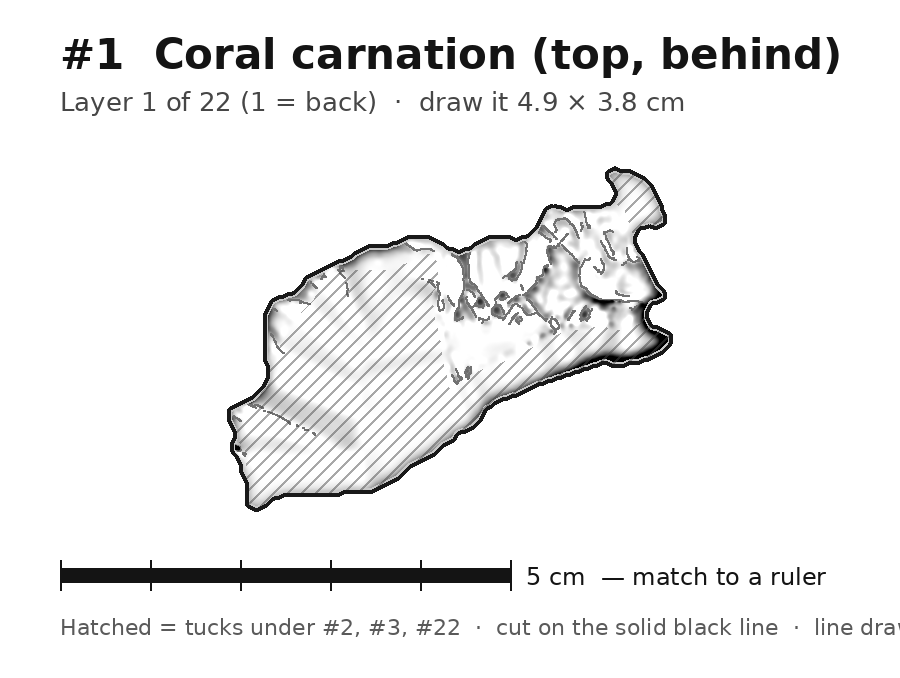 #1 Coral carnation (top, behind)
Layer 1 of 22 (1 = back) · draw it 4.9 × 3.8 cm
5 cm — match to a ruler
Hatched = tucks under #2, #3, #22 · cut on the solid black line · line